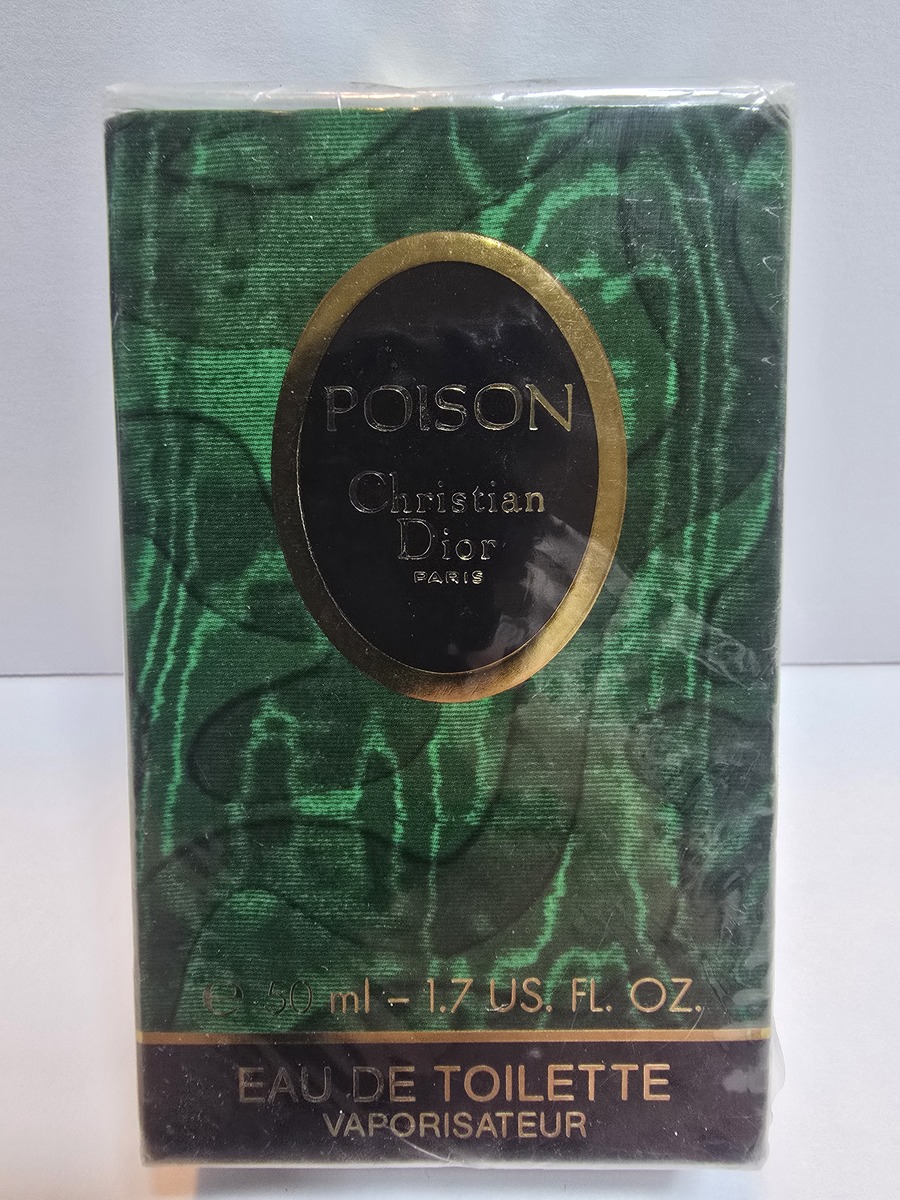 POISON
Christian
Dior
PARIS
℮ 50 ml – 1.7 US. FL. OZ.
EAU DE TOILETTE
VAPORISATEUR